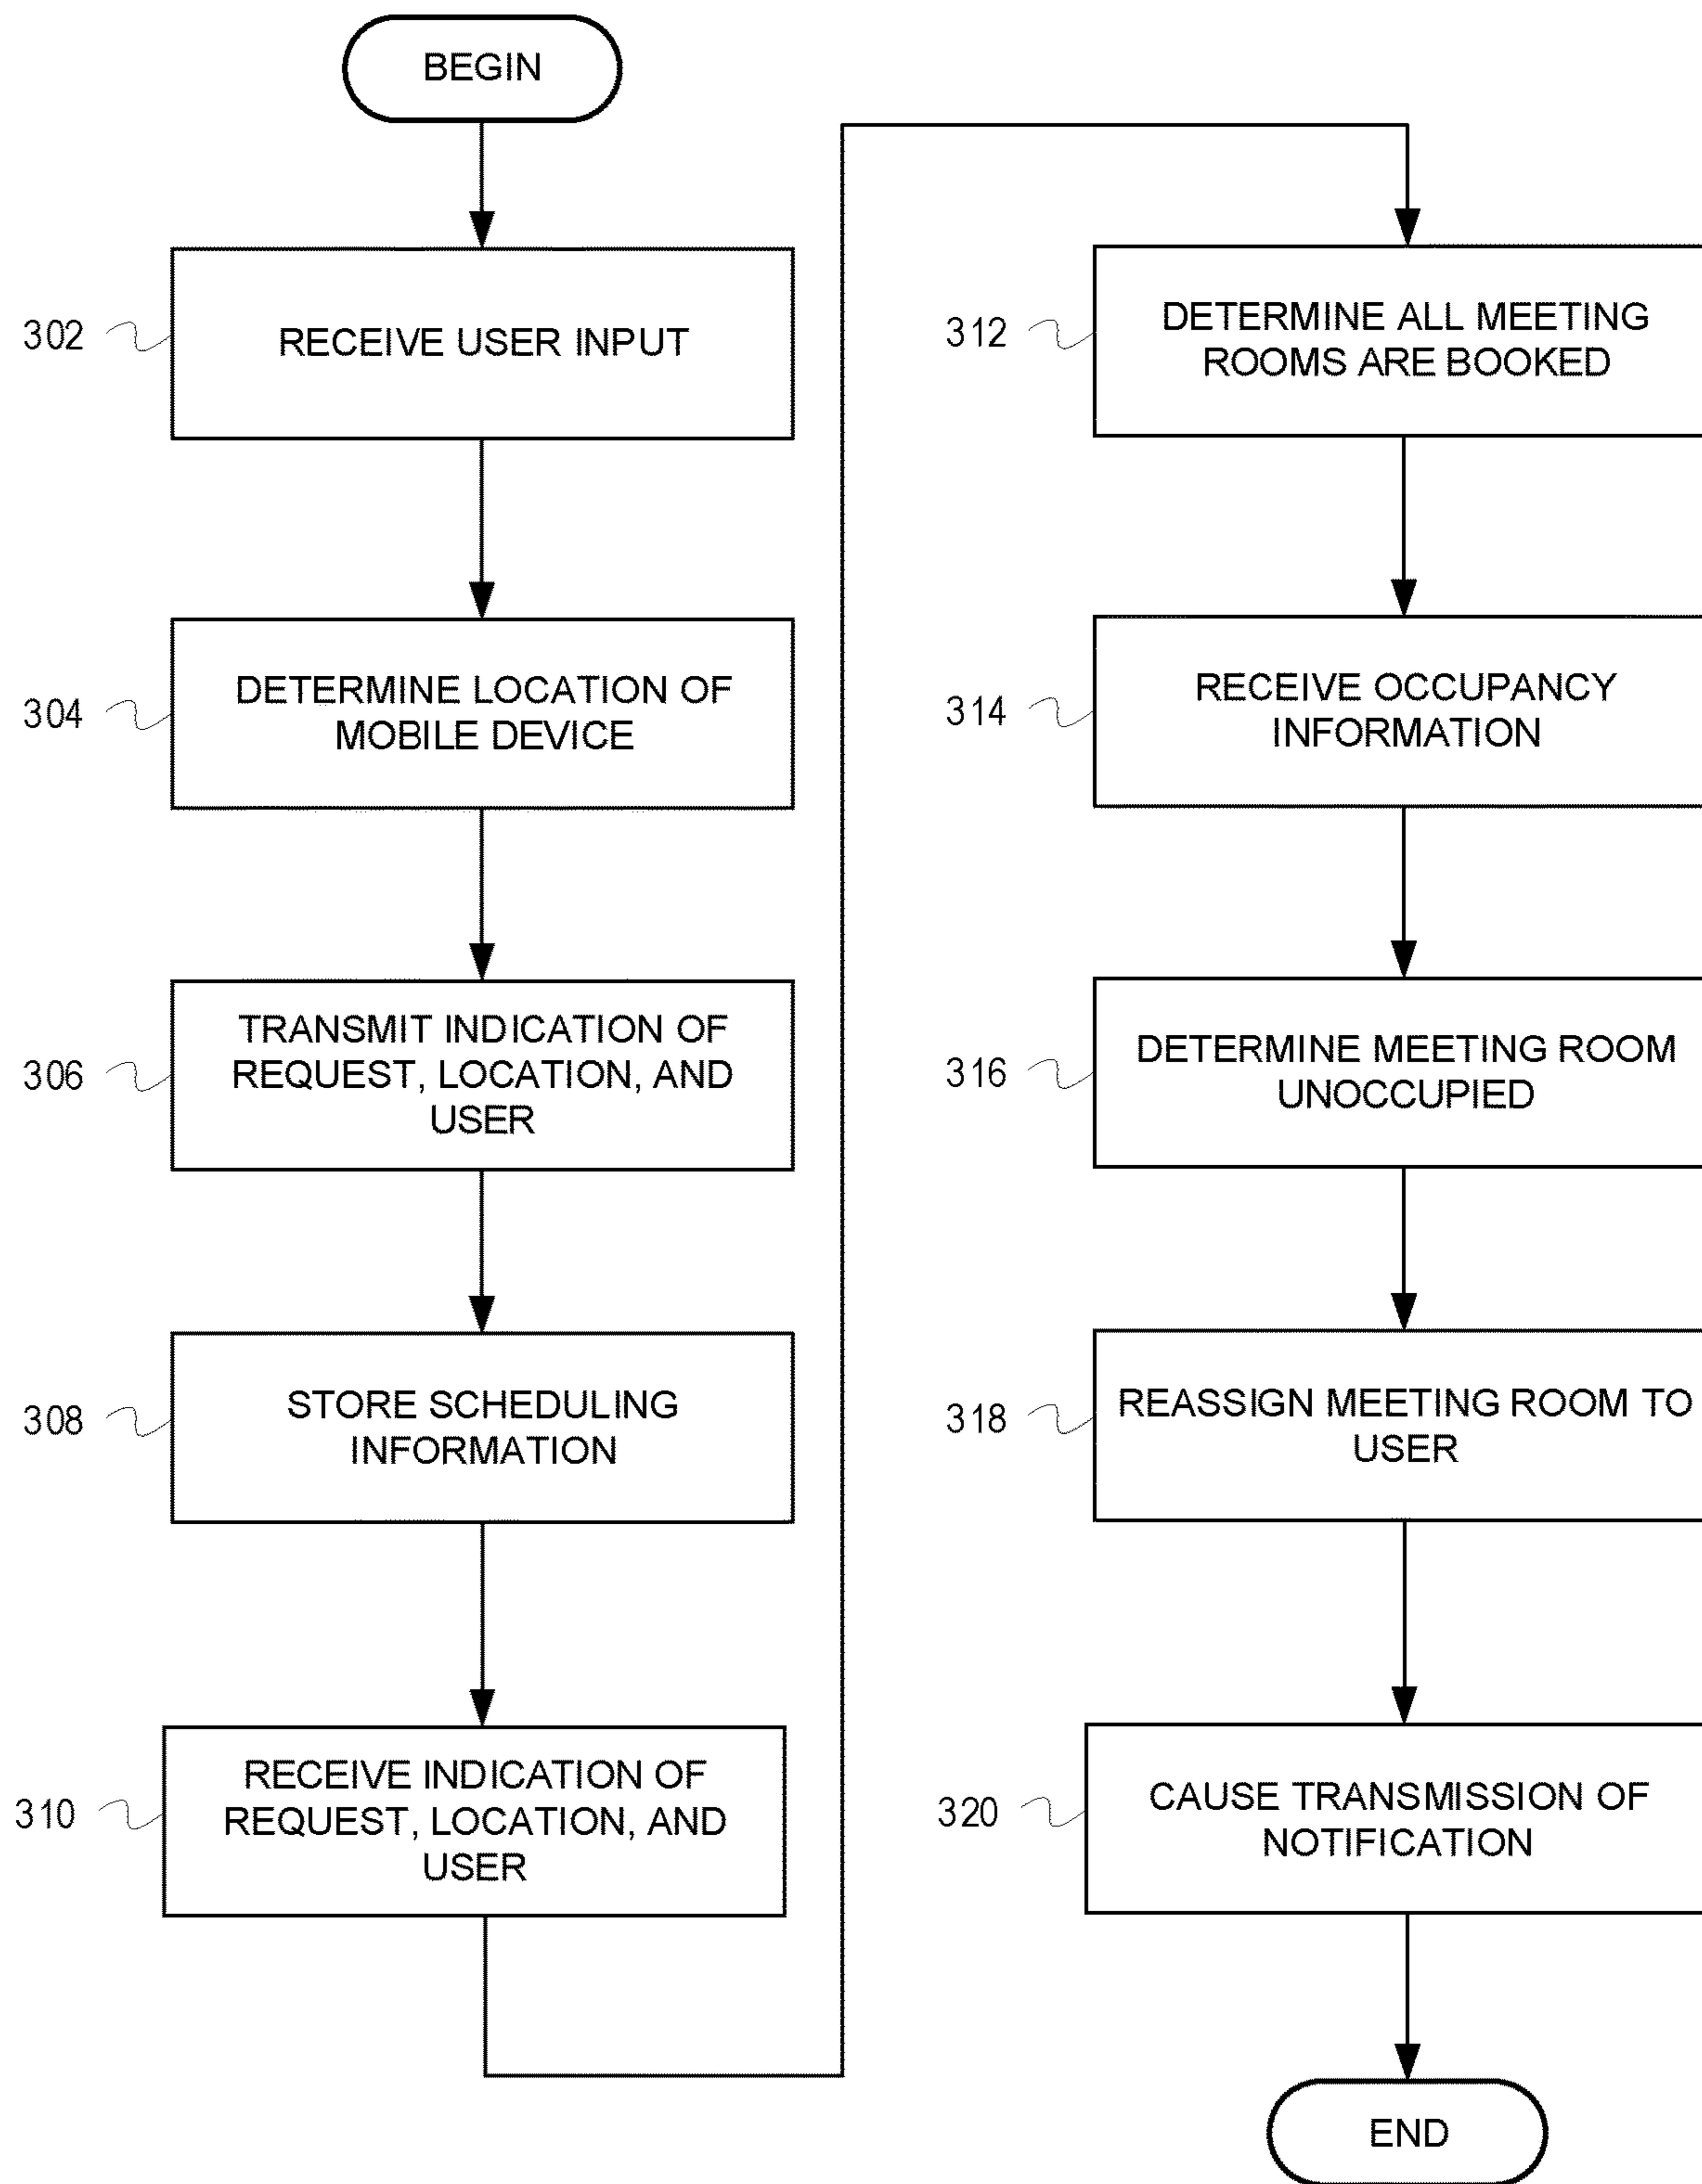 BEGIN
302
RECEIVE USER INPUT
304
DETERMINE LOCATION OF
MOBILE DEVICE
306
TRANSMIT INDICATION OF
REQUEST, LOCATION, AND
USER
308
STORE SCHEDULING
INFORMATION
310
RECEIVE INDICATION OF
REQUEST, LOCATION, AND
USER
312
DETERMINE ALL MEETING
ROOMS ARE BOOKED
314
RECEIVE OCCUPANCY
INFORMATION
316
DETERMINE MEETING ROOM
UNOCCUPIED
318
REASSIGN MEETING ROOM TO
USER
320
CAUSE TRANSMISSION OF
NOTIFICATION
END